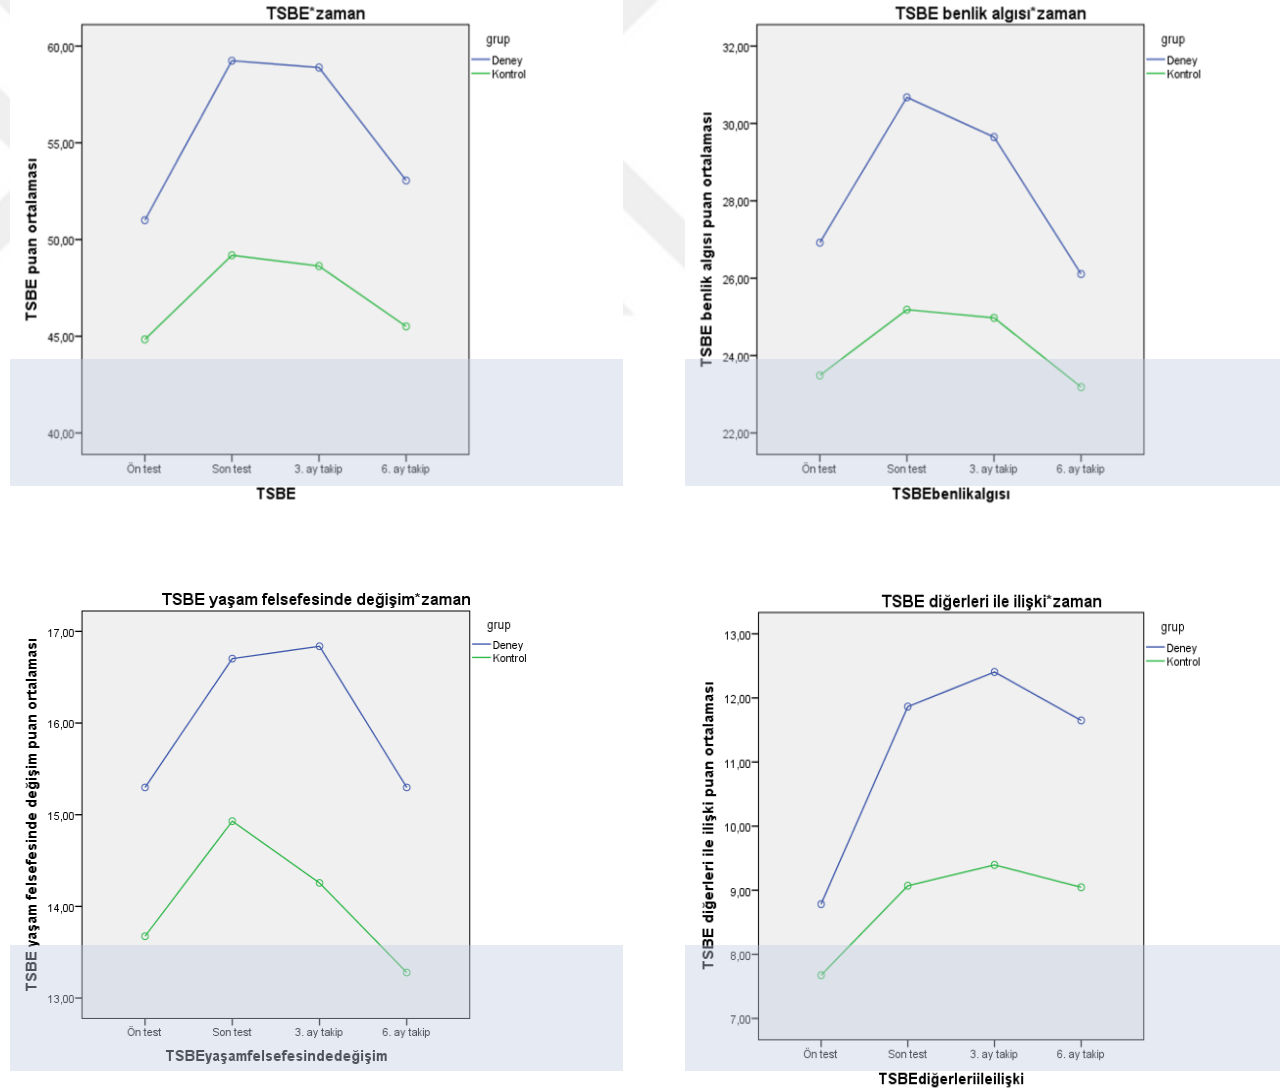 TSBE*zaman
grup
Deney
Kontrol
TSBE puan ortalaması
60,00
55,00
50,00
45,00
40,00
Ön test
Son test
3. ay takip
6. ay takip
TSBE
TSBE benlik algısı*zaman
grup
Deney
Kontrol
TSBE benlik algısı puan ortalaması
32,00
30,00
28,00
26,00
24,00
22,00
Ön test
Son test
3. ay takip
6. ay takip
TSBEbenlikalgısı
TSBE yaşam felsefesinde değişim*zaman
grup
Deney
Kontrol
TSBE yaşam felsefesinde değişim puan ortalaması
17,00
16,00
15,00
14,00
13,00
Ön test
Son test
3. ay takip
6. ay takip
TSBEyaşamfelsefesindedeğişim
TSBE diğerleri ile ilişki*zaman
grup
Deney
Kontrol
TSBE diğerleri ile ilişki puan ortalaması
13,00
12,00
11,00
10,00
9,00
8,00
7,00
Ön test
Son test
3. ay takip
6. ay takip
TSBEdiğerleriileilişki